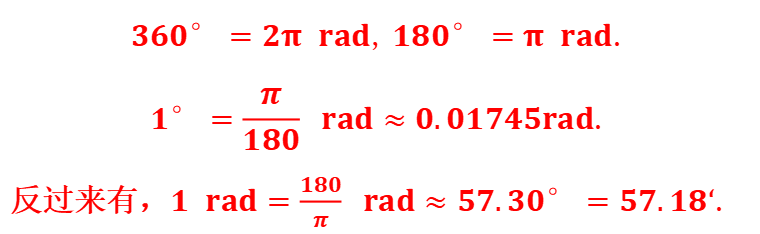 360° = 2π rad, 180° = π rad.
1° = π/180 rad ≈ 0.01745rad.
反过来有，1 rad = 180/π rad ≈ 57.30° = 57.18‘.